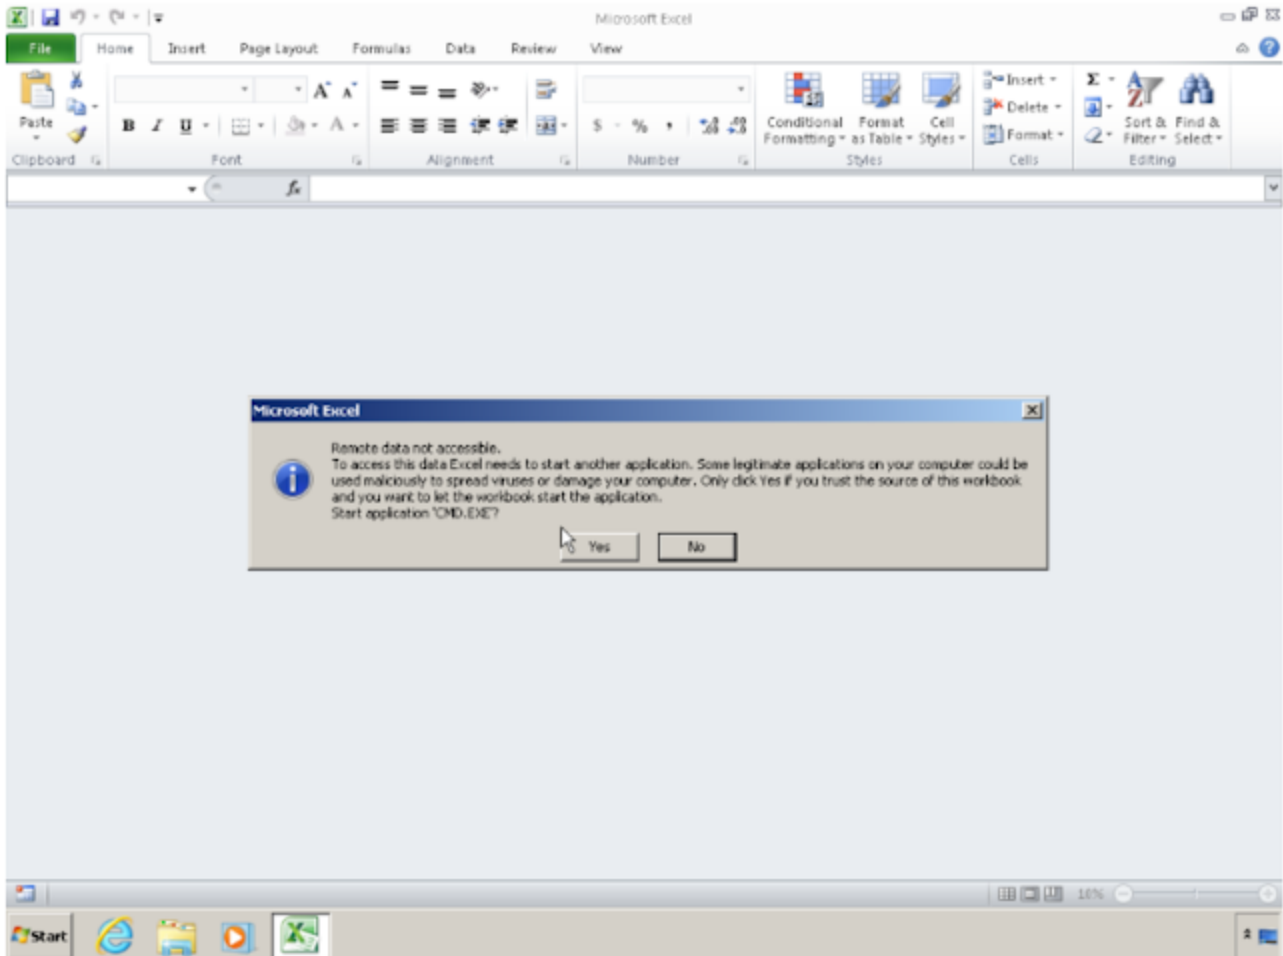 Microsoft Excel
File Home Insert Page Layout Formulas Data Review View
Paste
Clipboard
A A
B I U A
Font
Alignment
$ % ,
Number
Conditional Formatting
Format as Table
Cell Styles
Styles
Insert
Delete
Format
Cells
Σ
Sort & Filter
Find & Select
Editing
fx
Microsoft Excel
Remote data not accessible.
To access this data Excel needs to start another application. Some legitimate applications on your computer could be
used maliciously to spread viruses or damage your computer. Only click Yes if you trust the source of this workbook
and you want to let the workbook start the application.
Start application 'CMD.EXE'?
Yes No
Start